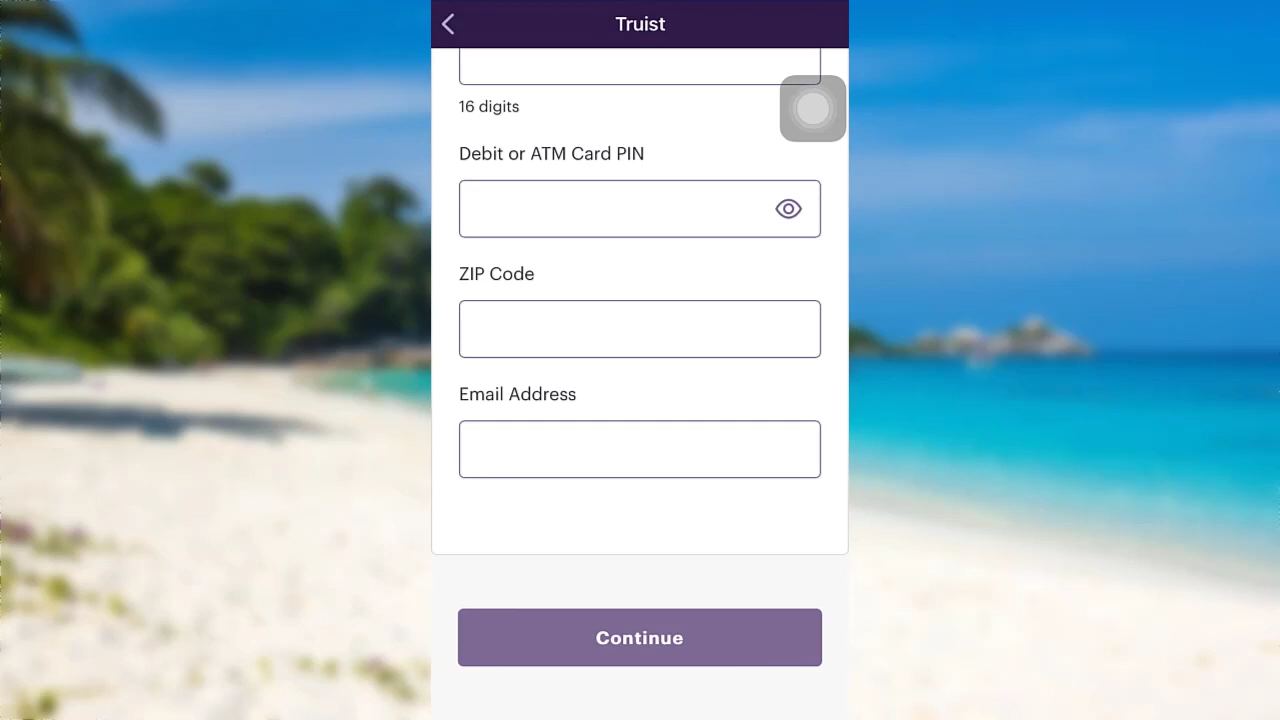 Truist
16 digits
Debit or ATM Card PIN
ZIP Code
Email Address
Continue